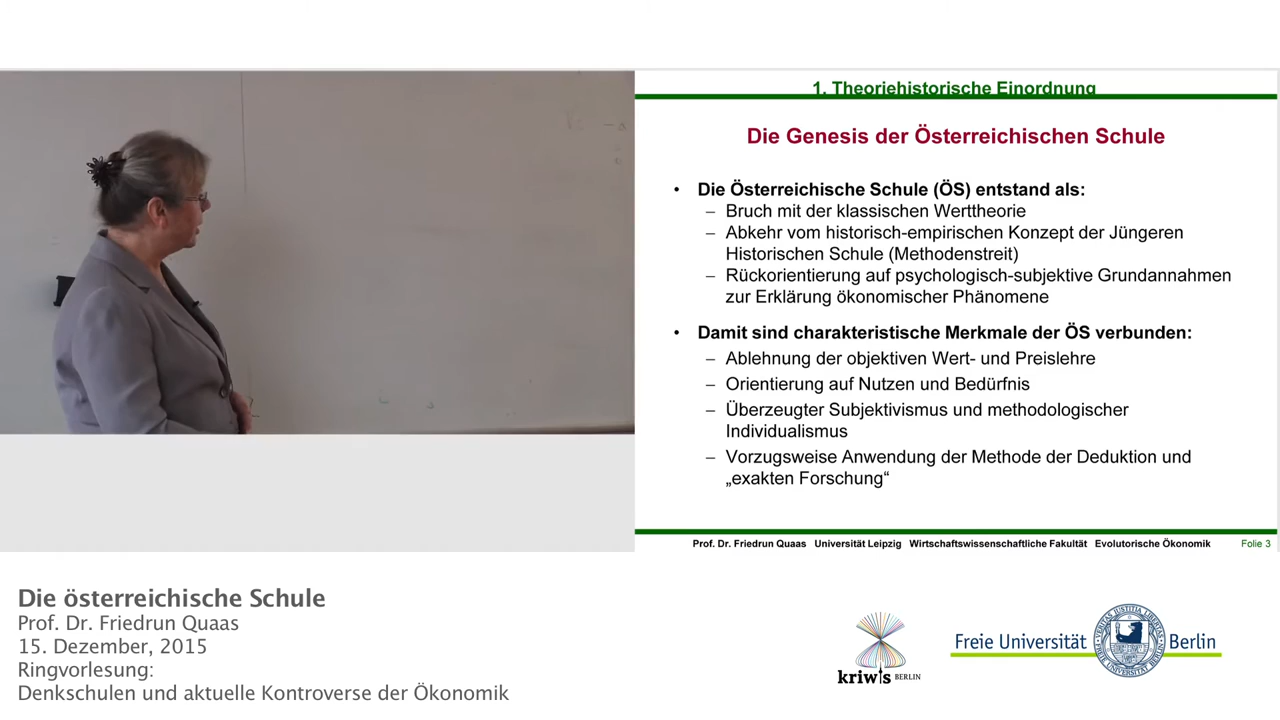 1. Theoriehistorische Einordnung
Die Genesis der Österreichischen Schule
• Die Österreichische Schule (ÖS) entstand als:
– Bruch mit der klassischen Werttheorie
– Abkehr vom historisch-empirischen Konzept der Jüngeren
Historischen Schule (Methodenstreit)
– Rückorientierung auf psychologisch-subjektive Grundannahmen
zur Erklärung ökonomischer Phänomene
• Damit sind charakteristische Merkmale der ÖS verbunden:
– Ablehnung der objektiven Wert- und Preislehre
– Orientierung auf Nutzen und Bedürfnis
– Überzeugter Subjektivismus und methodologischer
Individualismus
– Vorzugsweise Anwendung der Methode der Deduktion und
„exakten Forschung“
Prof. Dr. Friedrun Quaas Universität Leipzig Wirtschaftswissenschaftliche Fakultät Evolutorische Ökonomik Folie 3
Die österreichische Schule
Prof. Dr. Friedrun Quaas
15. Dezember, 2015
Ringvorlesung:
Denkschulen und aktuelle Kontroverse der Ökonomik
kriwis BERLIN
Freie Universität Berlin